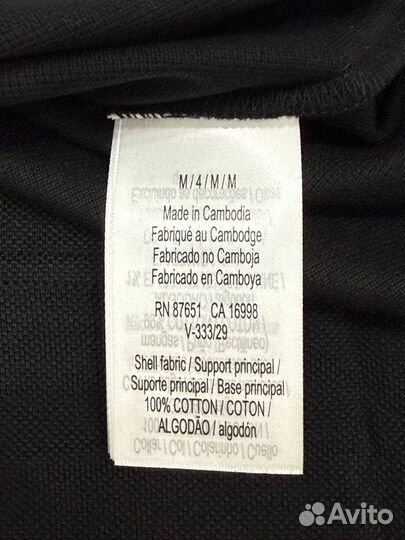 M / 4 / M / M
Made in Cambodia
Fabriqué au Cambodge
Fabricado no Camboja
Fabricado en Camboya
RN 87651 CA 16998
V-333/29
Shell fabric / Support principal /
Suporte principal / Base principal
100% COTTON / COTON /
ALGODÃO / algodón
Avito